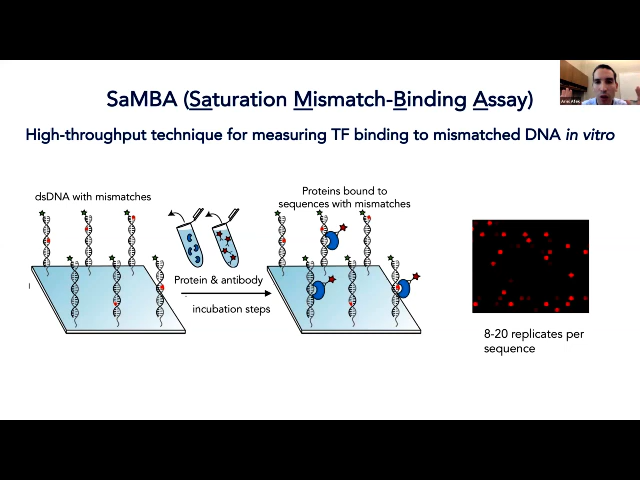 SaMBA (Saturation Mismatch-Binding Assay)
High-throughput technique for measuring TF binding to mismatched DNA in vitro
dsDNA with mismatches
Proteins bound to
sequences with mismatches
Protein & antibody
incubation steps
8-20 replicates per
sequence